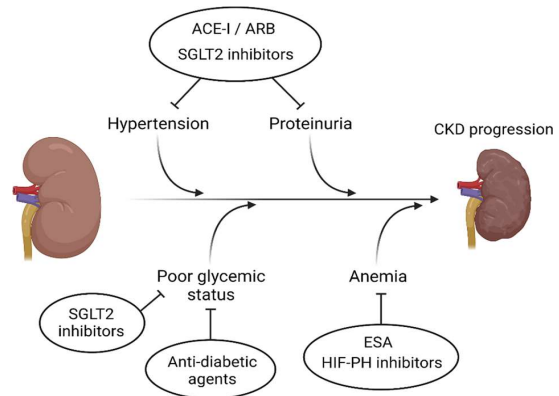 ACE-I / ARB
SGLT2 inhibitors
Hypertension
Proteinuria
CKD progression
Poor glycemic
status
Anemia
SGLT2
inhibitors
Anti-diabetic
agents
ESA
HIF-PH inhibitors